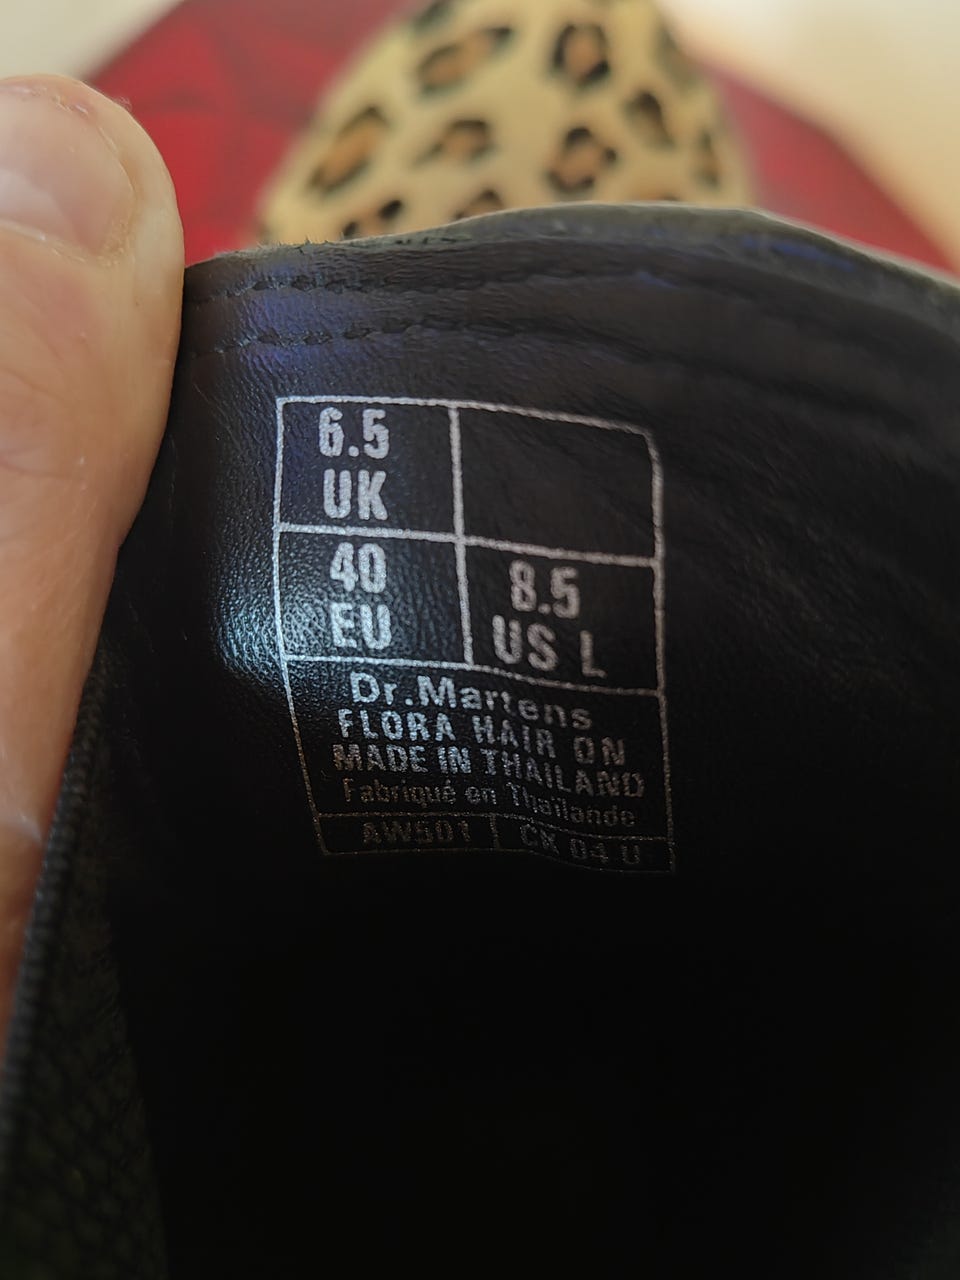 6.5
UK
40
EU
8.5
US L
Dr.Martens
FLORA HAIR ON
MADE IN THAILAND
Fabriqué en Thaïlande
AW501
CX 04 U